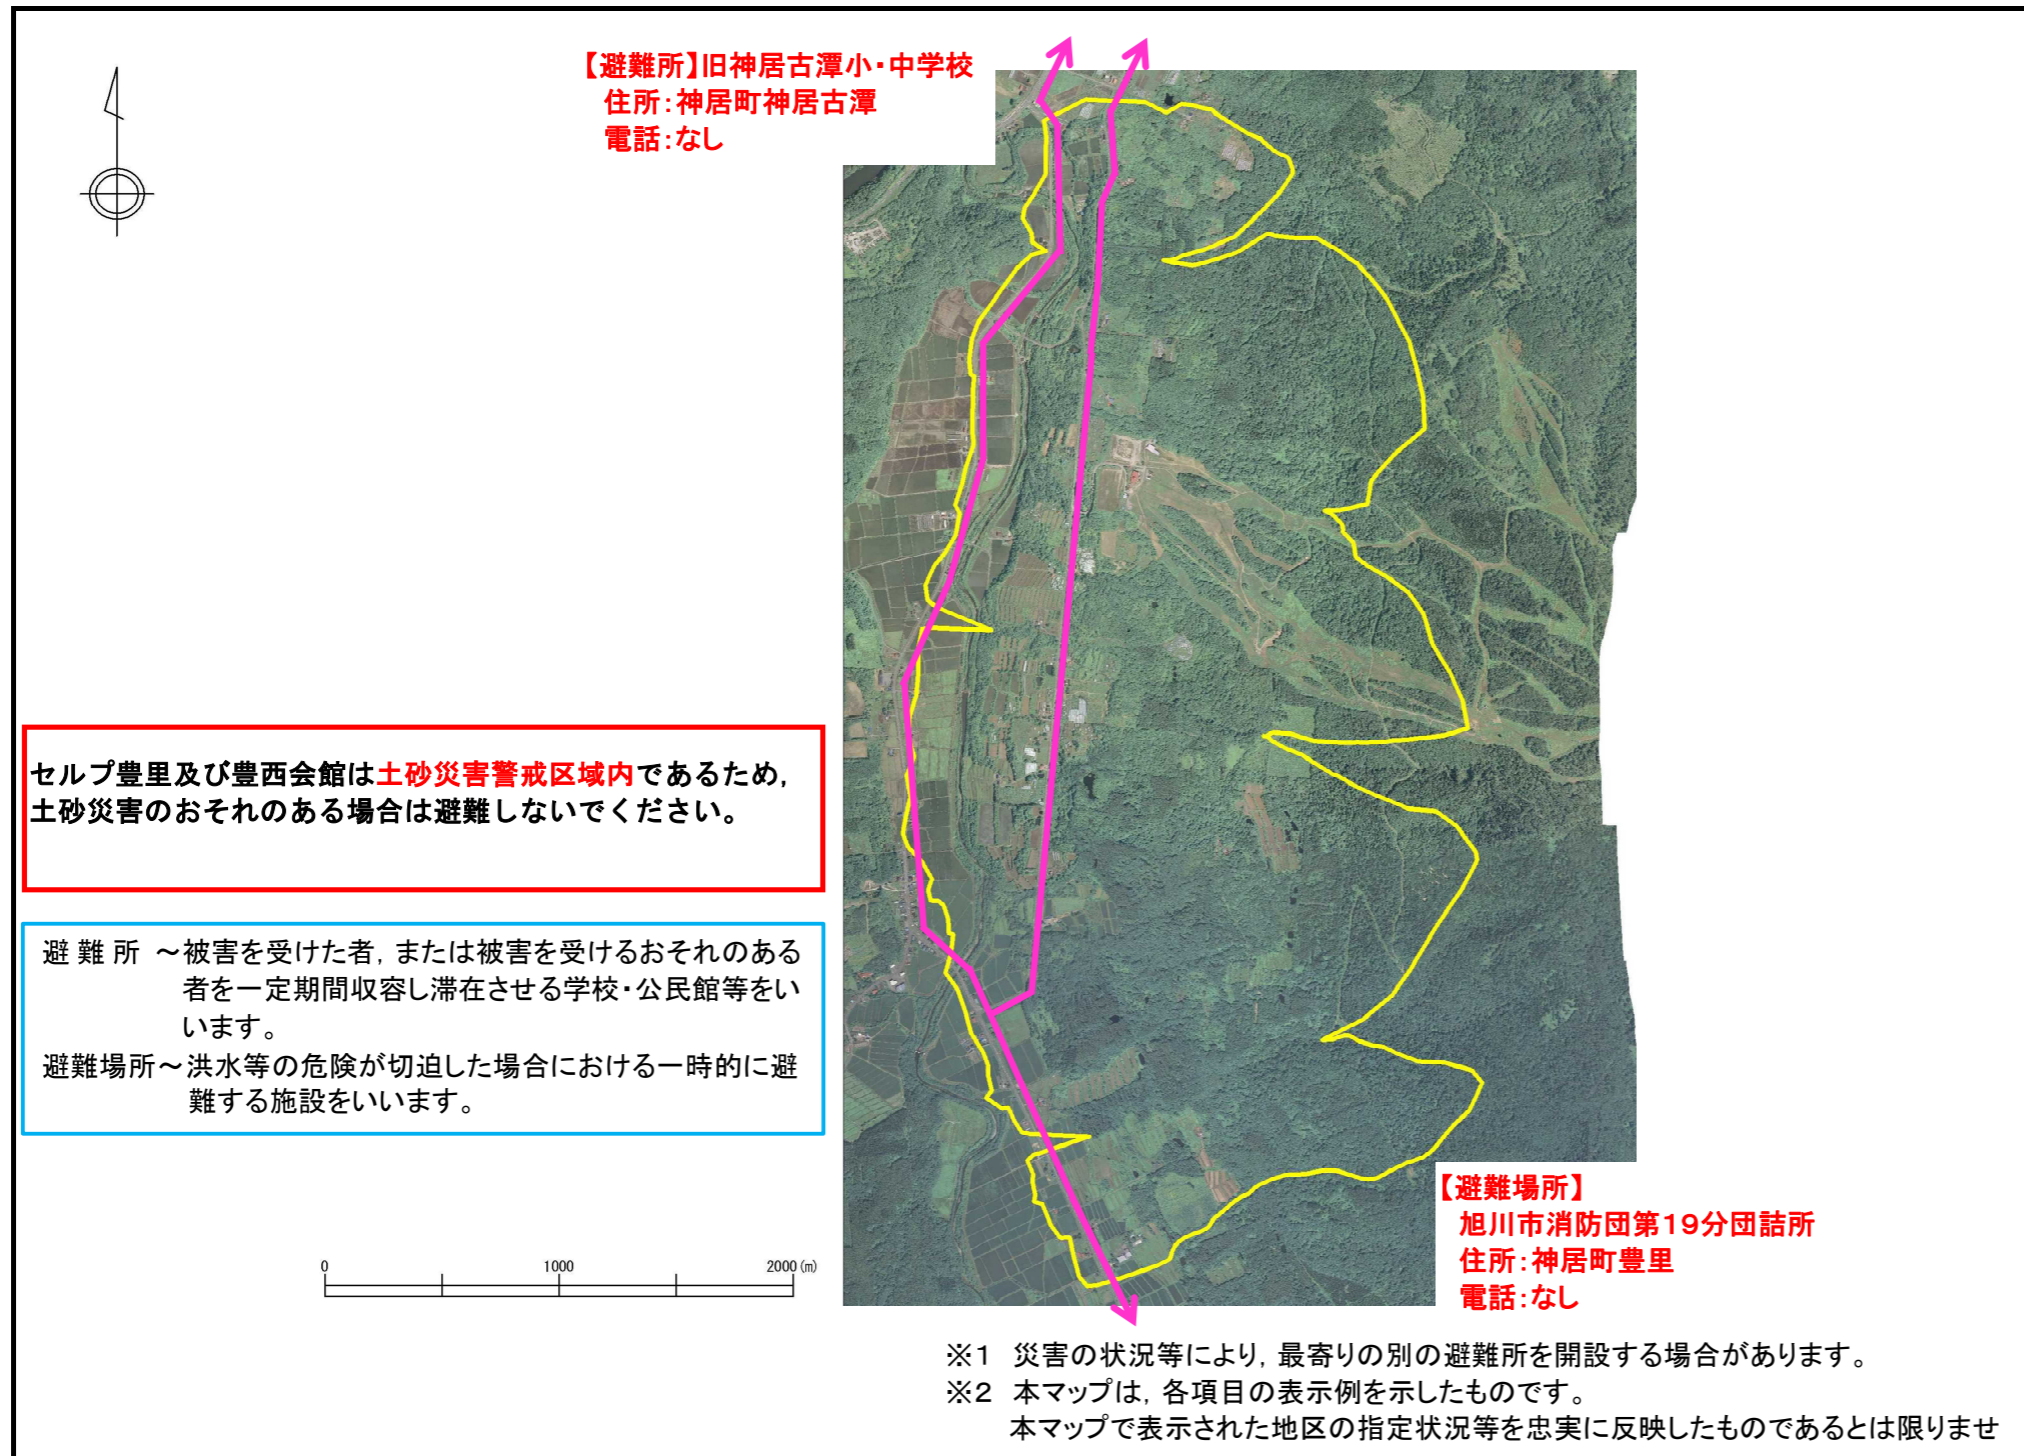 【避難所】旧神居古潭小・中学校
住所：神居町神居古潭
電話：なし
セルプ豊里及び豊西会館は土砂災害警戒区域内であるため，
土砂災害のおそれのある場合は避難しないでください。
避 難 所 ～被害を受けた者，または被害を受けるおそれのある
者を一定期間収容し滞在させる学校・公民館等をい
います。
避難場所～洪水等の危険が切迫した場合における一時的に避
難する施設をいいます。
0 1000 2000 (m)
【避難場所】
旭川市消防団第19分団詰所
住所：神居町豊里
電話：なし
※1 災害の状況等により，最寄りの別の避難所を開設する場合があります。
※2 本マップは，各項目の表示例を示したものです。
本マップで表示された地区の指定状況等を忠実に反映したものであるとは限りませ